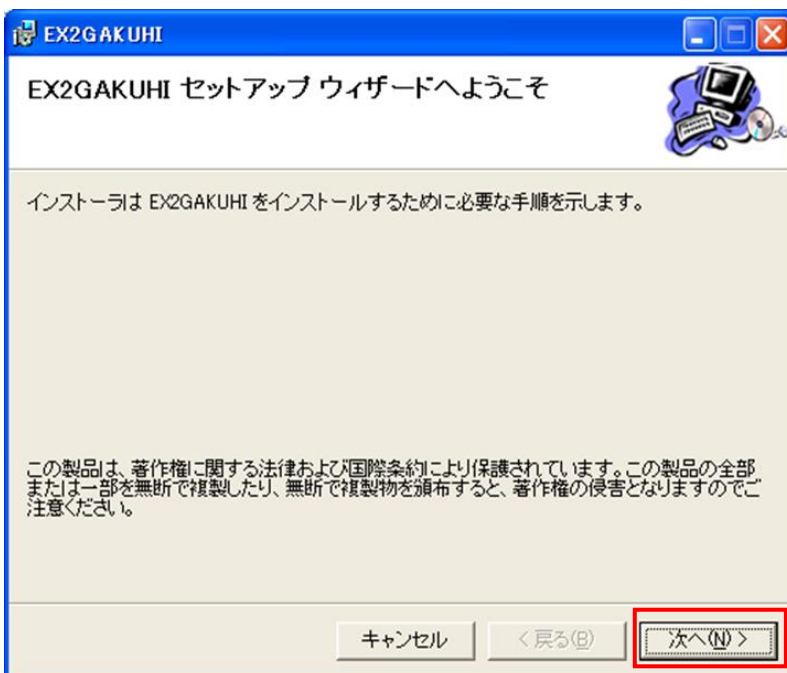 EX2GAKUHI
EX2GAKUHI セットアップ ウィザードへようこそ
インストーラは EX2GAKUHI をインストールするために必要な手順を示します。
この製品は、著作権に関する法律および国際条約により保護されています。この製品の全部
または一部を無断で複製したり、無断で複製物を頒布すると、著作権の侵害となりますのでご
注意ください。
キャンセル
< 戻る(B)
次へ(N) >